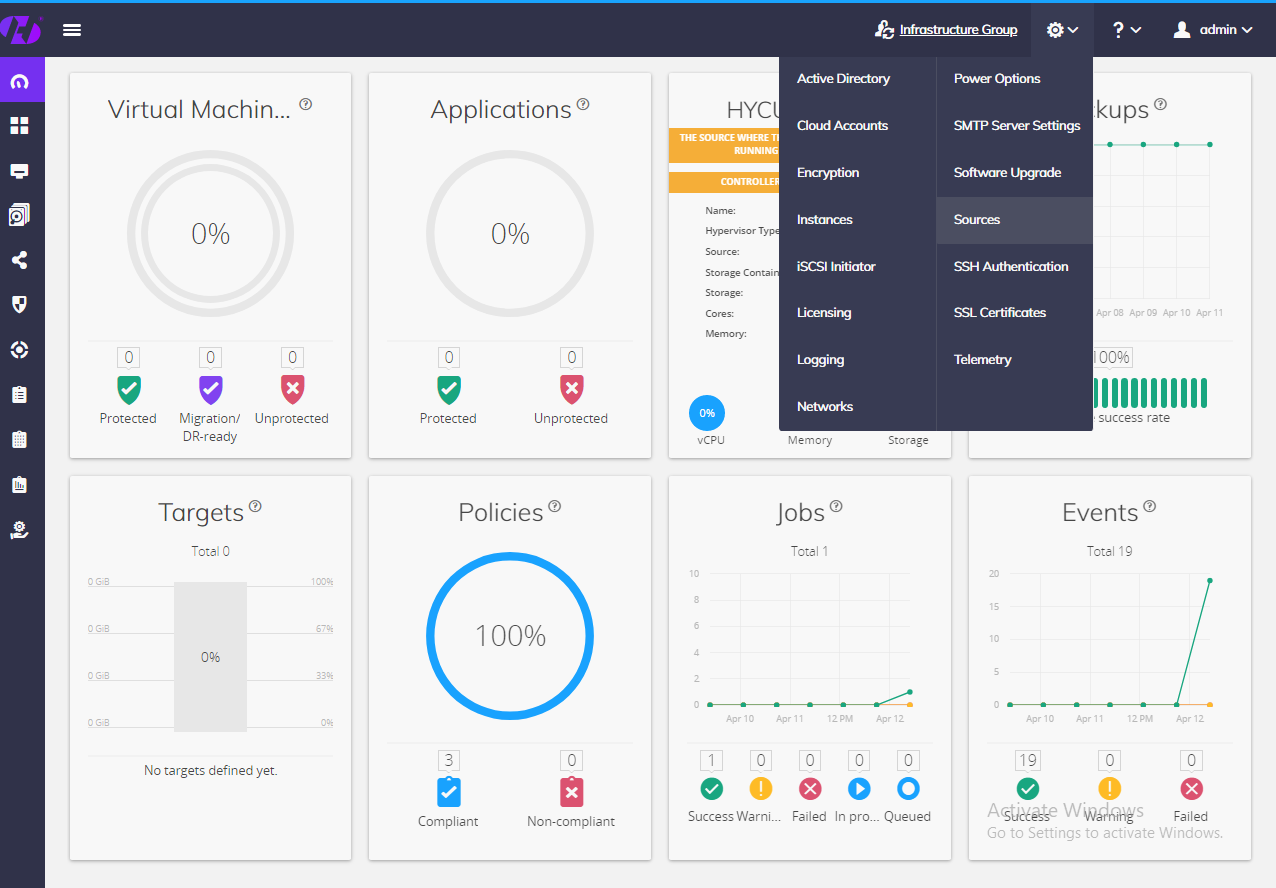 Infrastructure Group
?
admin
Active Directory
Power Options
Cloud Accounts
SMTP Server Settings
Encryption
Software Upgrade
Instances
Sources
iSCSI Initiator
SSH Authentication
Licensing
SSL Certificates
Logging
Telemetry
Networks
Virtual Machin... ?
0%
0
0
0
Protected
Migration/
DR-ready
Unprotected
Applications ?
0%
0
0
Protected
Unprotected
HYCU
THE SOURCE WHERE
RUNNING
CONTROLLER
Name:
Hypervisor Type
Source:
Storage Contain
Storage:
Cores:
Memory:
0%
vCPU
Memory
Storage
ckups ?
Apr 08 Apr 09 Apr 10 Apr 11
100%
success rate
Targets ?
Total 0
0 GiB 100%
0 GiB 67%
0%
0 GiB 33%
0 GiB 0%
No targets defined yet.
Policies ?
100%
3
0
Compliant
Non-compliant
Jobs ?
Total 1
10
8
6
4
2
0
Apr 10 Apr 11 12 PM Apr 12
1
0
0
0
0
Success
Warni...
Failed
In pro...
Queued
Events ?
Total 19
20
15
10
5
0
Apr 10 Apr 11 12 PM Apr 12
19
0
0
Success
Warning
Failed
Activate Windows
Go to Settings to activate Windows.